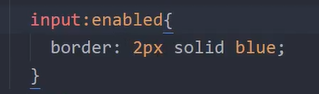 input:enabled{
  border: 2px solid blue;
}